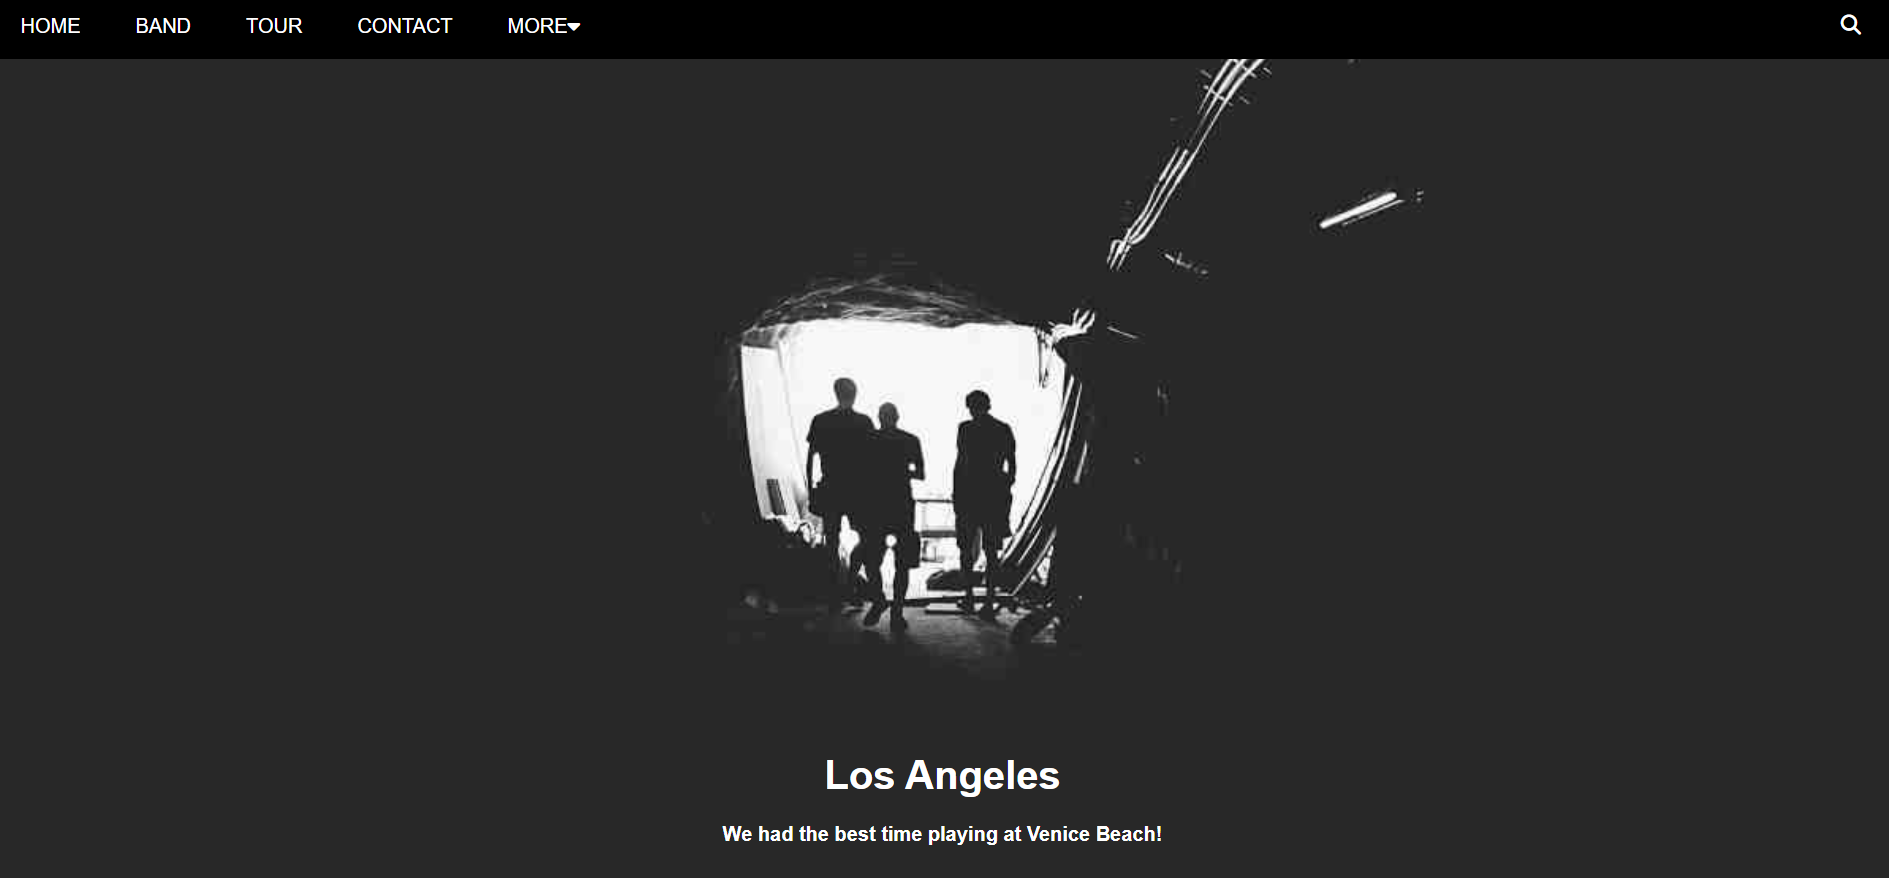 HOME BAND TOUR CONTACT MORE
Los Angeles
We had the best time playing at Venice Beach!